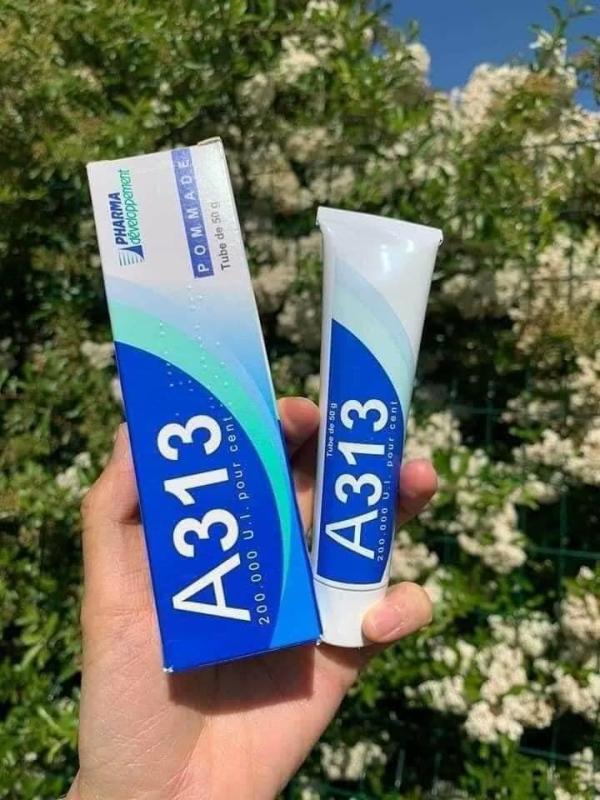 PHARMA
développement
POMMADE
Tube de 50 g
A313
200.000 U.I. pour cent
Tube de 50 g
A313
200.000 U.I. pour cent